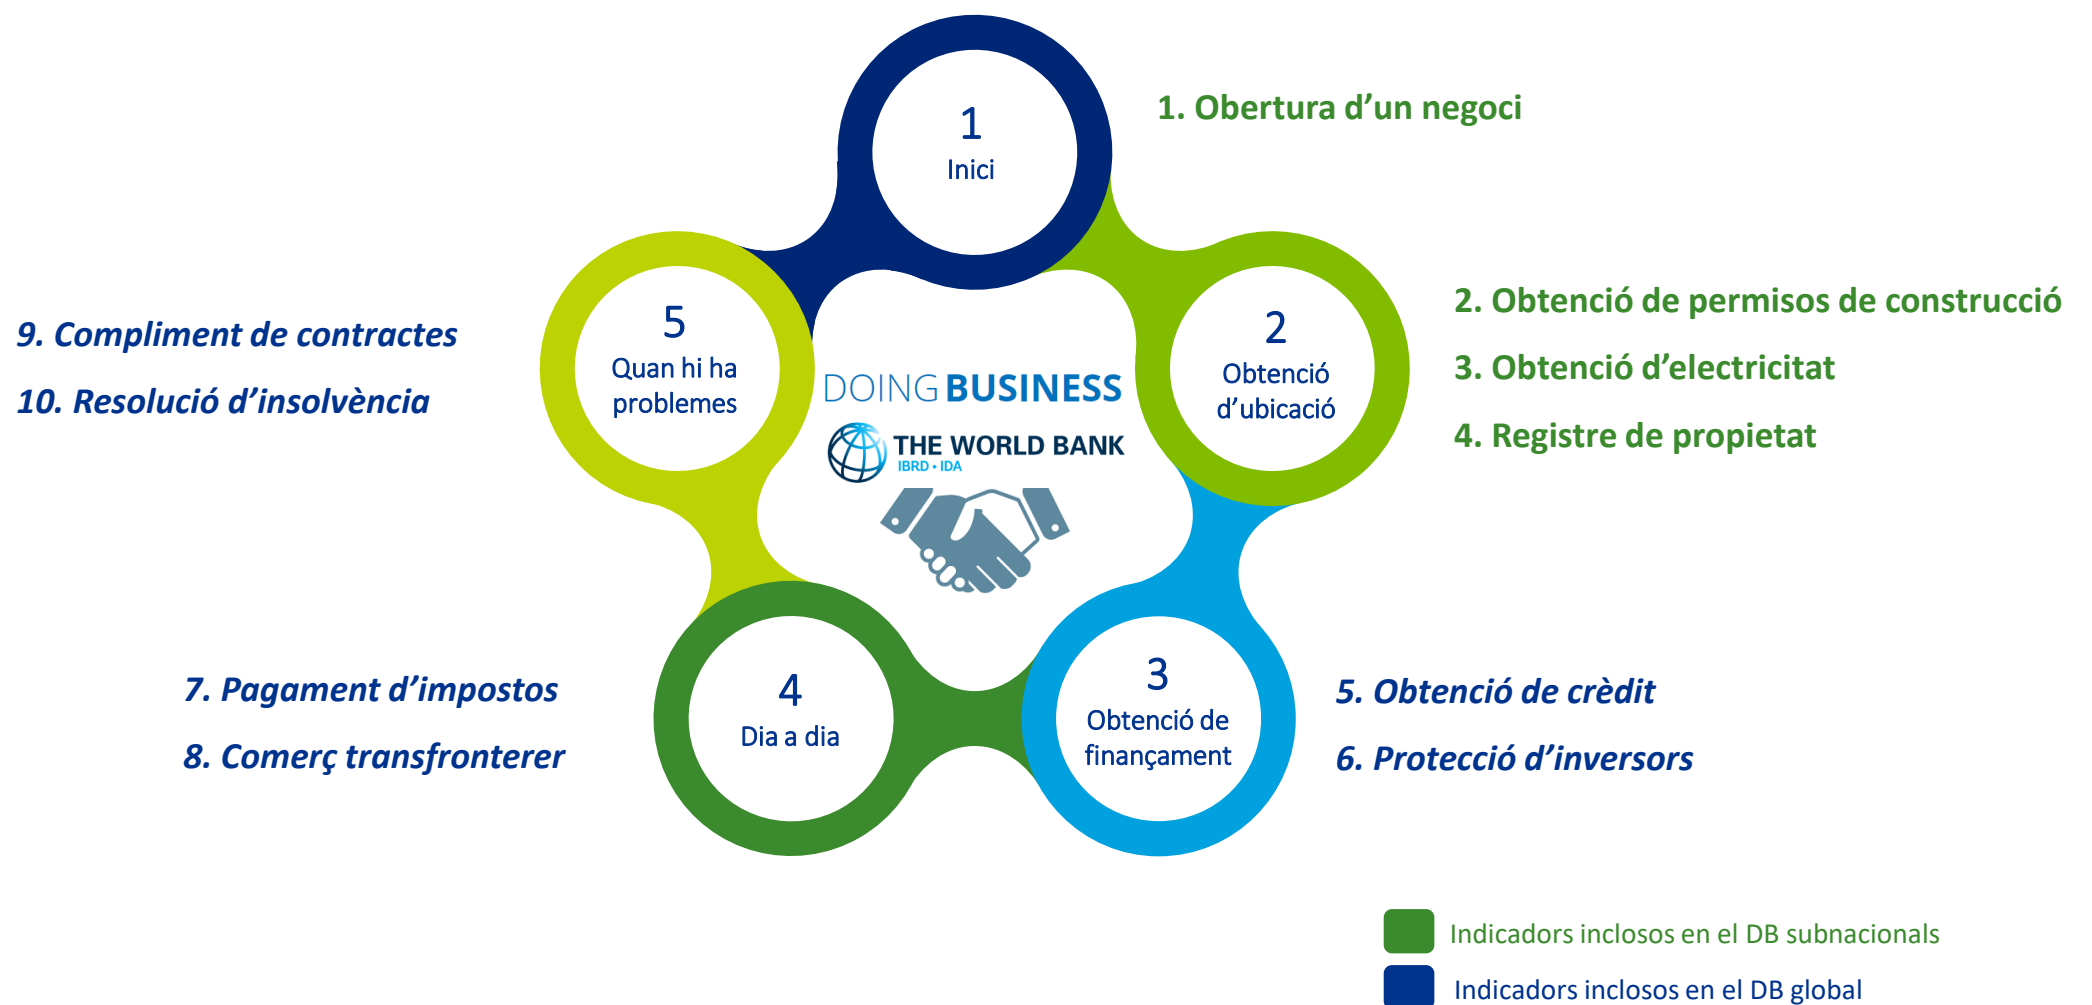 1
Inici
1. Obertura d’un negoci
2
Obtenció
d’ubicació
2. Obtenció de permisos de construcció
3. Obtenció d’electricitat
4. Registre de propietat
3
Obtenció de
finançament
5. Obtenció de crèdit
6. Protecció d’inversors
4
Dia a dia
7. Pagament d’impostos
8. Comerç transfronterer
5
Quan hi ha
problemes
9. Compliment de contractes
10. Resolució d’insolvència
DOING BUSINESS
THE WORLD BANK
IBRD • IDA
Indicadors inclosos en el DB subnacionals
Indicadors inclosos en el DB global